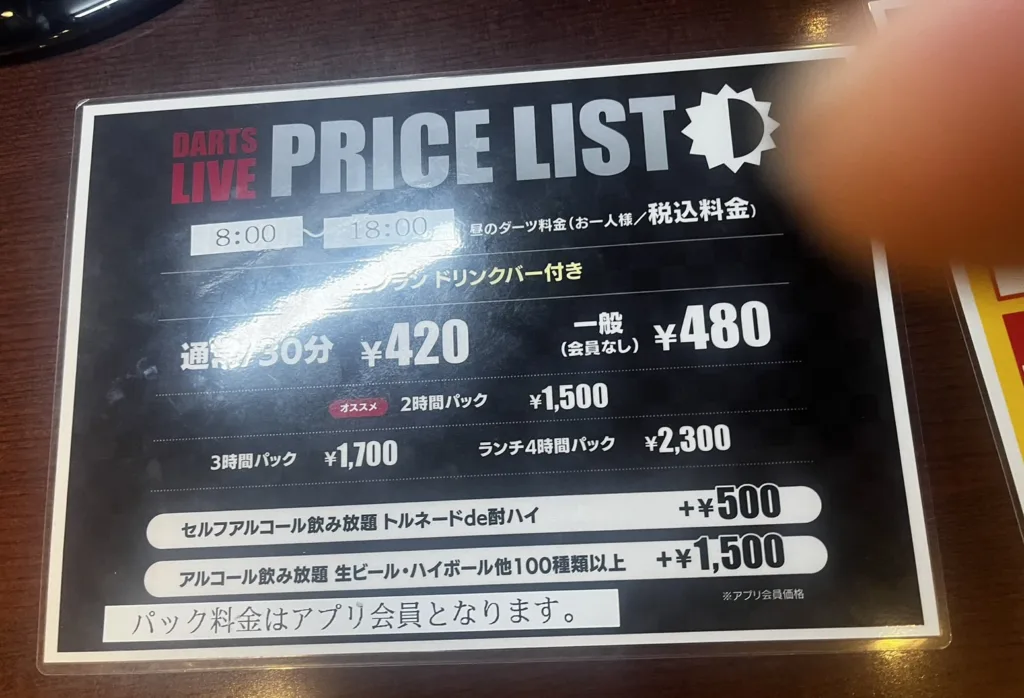 DARTS
LIVE
PRICE LIST
8:00 ~ 18:00 昼のダーツ料金(お一人様/税込料金)
プラン ドリンクバー付き
通常/30分 ¥420
一般
(会員なし) ¥480
オススメ 2時間パック ¥1,500
3時間パック ¥1,700
ランチ4時間パック ¥2,300
セルフアルコール飲み放題 トルネードde酎ハイ +¥500
アルコール飲み放題 生ビール・ハイボール他100種類以上 +¥1,500
※アプリ会員価格
パック料金はアプリ会員となります。